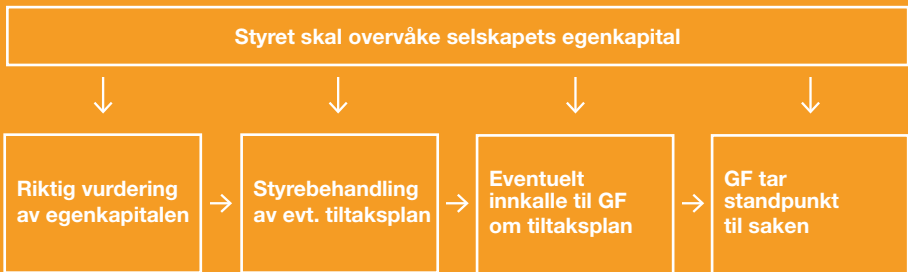 Styret skal overvåke selskapets egenkapital
Riktig vurdering
av egenkapitalen
Styrebehandling
av evt. tiltaksplan
Eventuelt
innkalle til GF
om tiltaksplan
GF tar
standpunkt
til saken